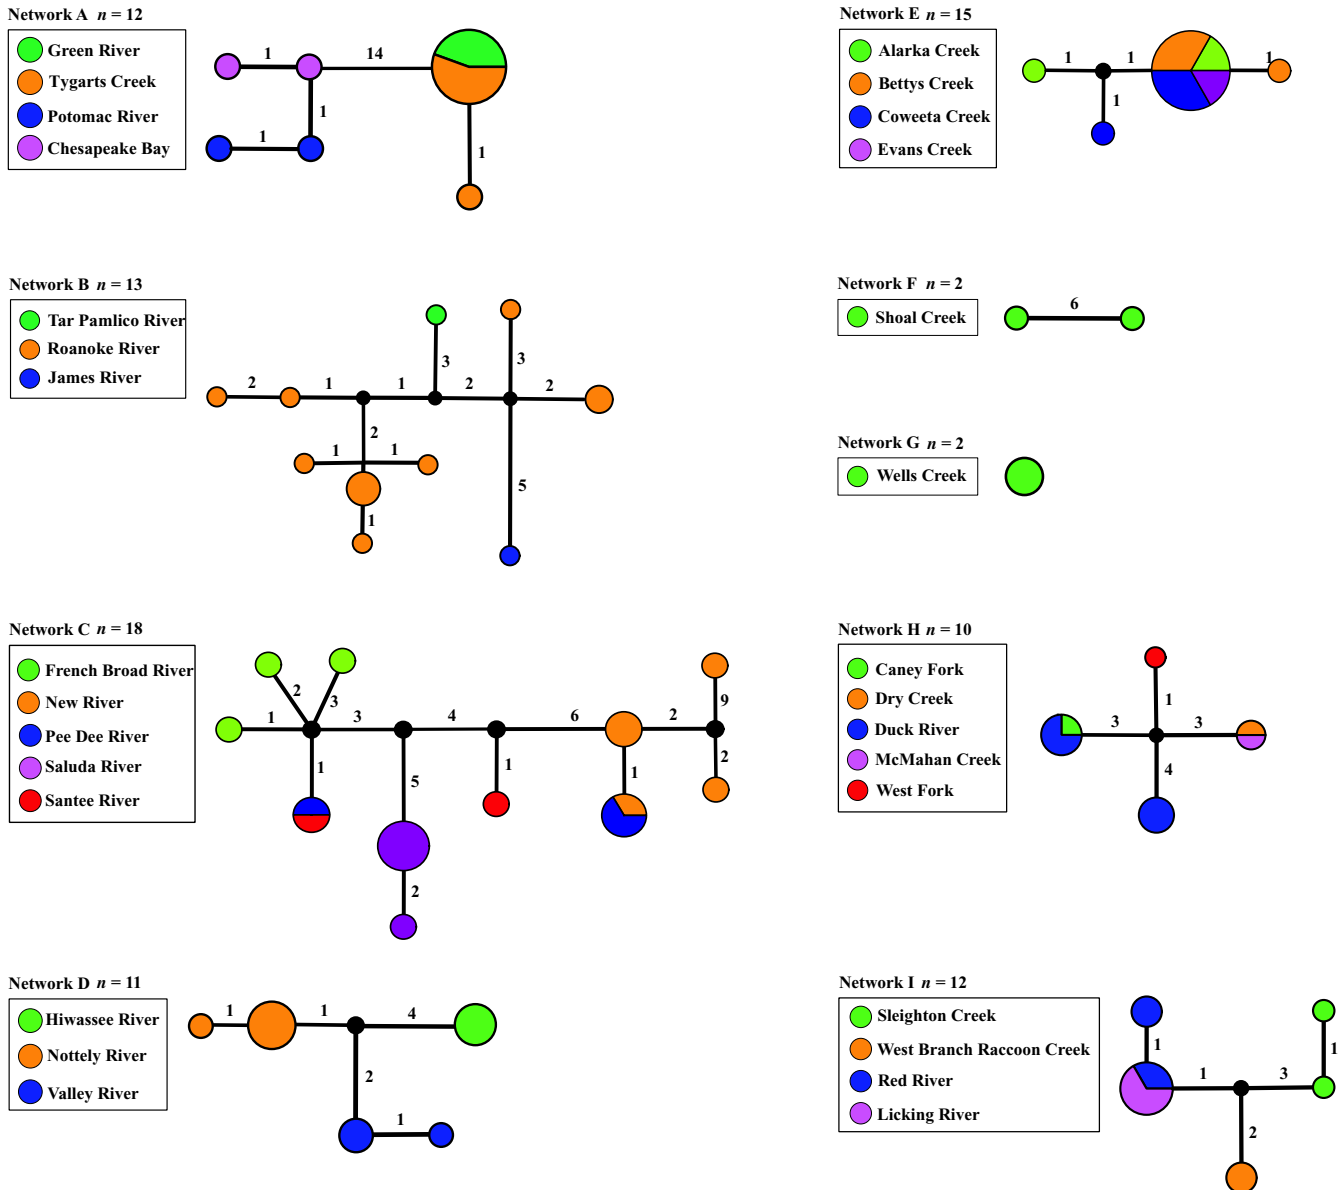 Network A n = 12
Green River
Tygarts Creek
Potomac River
Chesapeake Bay
1
14
1
1
1
Network E n = 15
Alarka Creek
Bettys Creek
Coweeta Creek
Evans Creek
1
1
1
1
Network B n = 13
Tar Pamlico River
Roanoke River
James River
3
3
2
1
1
2
2
2
1
1
5
1
Network F n = 2
Shoal Creek
6
Network G n = 2
Wells Creek
Network C n = 18
French Broad River
New River
Pee Dee River
Saluda River
Santee River
2
3
9
1
3
4
6
2
1
5
1
1
2
2
Network H n = 10
Caney Fork
Dry Creek
Duck River
McMahan Creek
West Fork
1
3
3
4
Network D n = 11
Hiwassee River
Nottely River
Valley River
1
1
4
2
1
Network I n = 12
Sleighton Creek
West Branch Raccoon Creek
Red River
Licking River
1
1
1
3
2